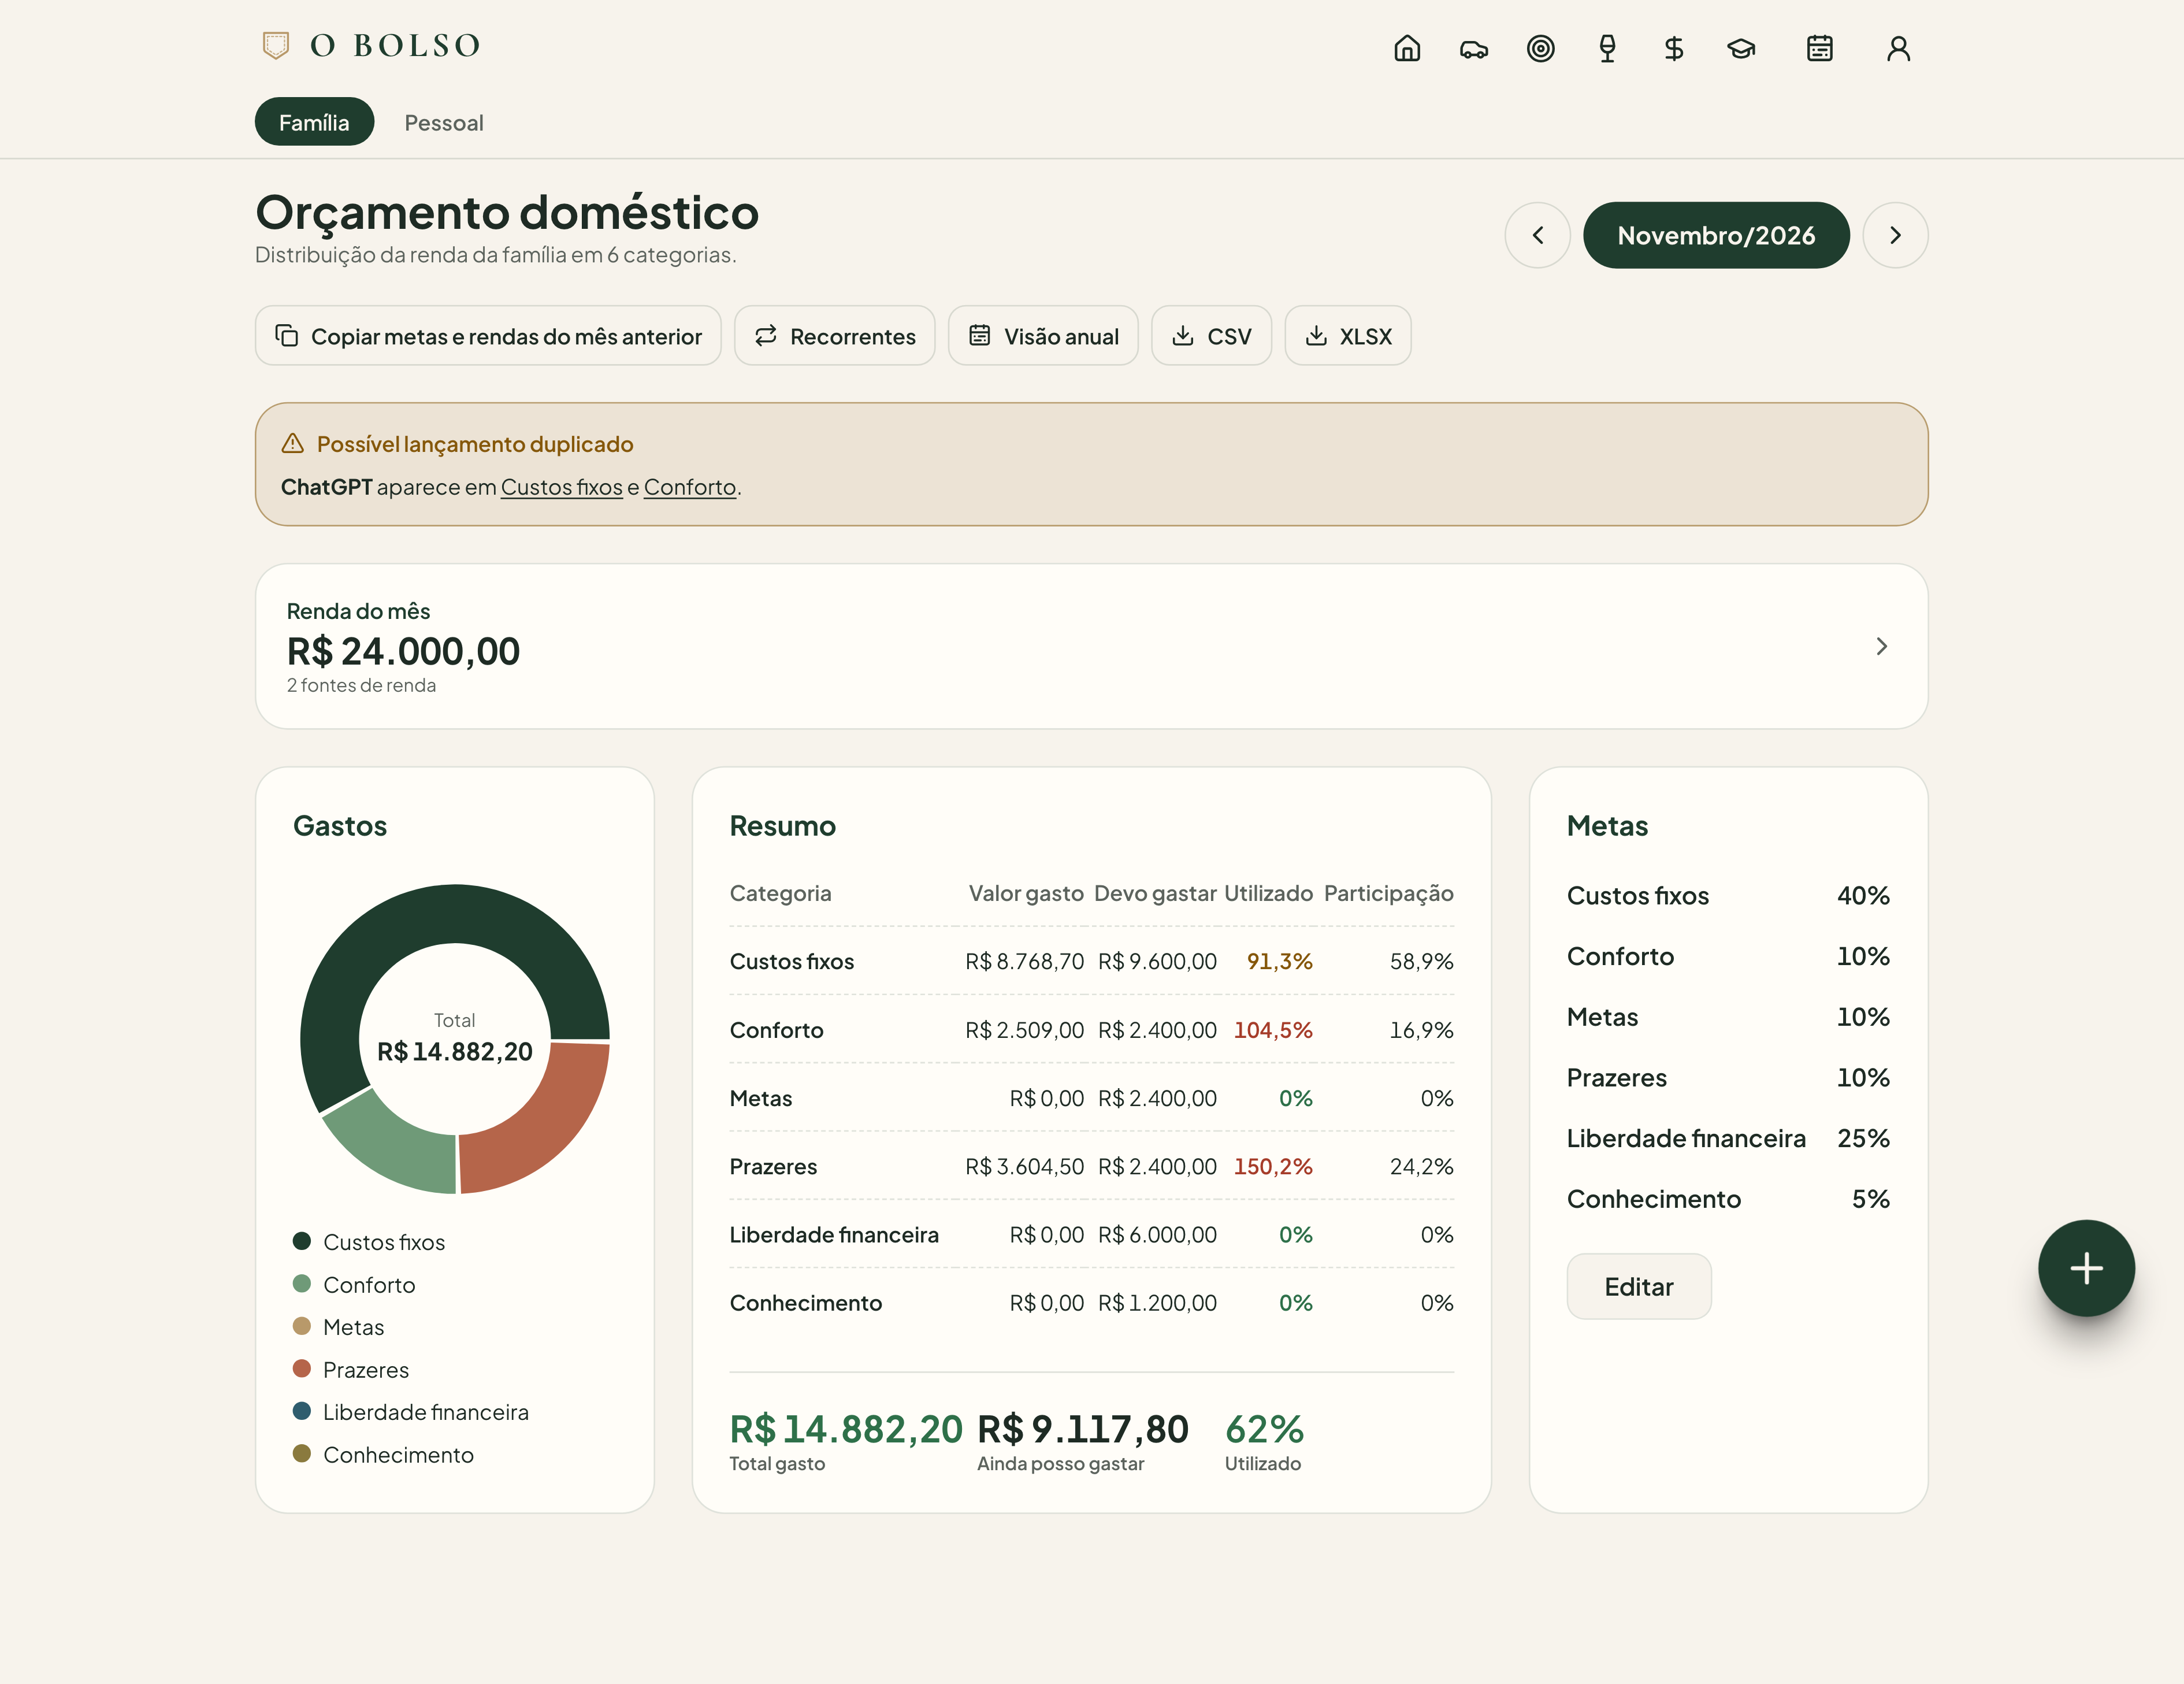 O BOLSO
Família Pessoal
Orçamento doméstico
Distribuição da renda da família em 6 categorias.
Novembro/2026
Copiar metas e rendas do mês anterior Recorrentes Visão anual CSV XLSX
Possível lançamento duplicado
ChatGPT aparece em Custos fixos e Conforto.
Renda do mês
R$ 24.000,00
2 fontes de renda
Gastos
Total
R$ 14.882,20
Custos fixos
Conforto
Metas
Prazeres
Liberdade financeira
Conhecimento
Resumo
Categoria Valor gasto Devo gastar Utilizado Participação
Custos fixos R$ 8.768,70 R$ 9.600,00 91,3% 58,9%
Conforto R$ 2.509,00 R$ 2.400,00 104,5% 16,9%
Metas R$ 0,00 R$ 2.400,00 0% 0%
Prazeres R$ 3.604,50 R$ 2.400,00 150,2% 24,2%
Liberdade financeira R$ 0,00 R$ 6.000,00 0% 0%
Conhecimento R$ 0,00 R$ 1.200,00 0% 0%
R$ 14.882,20 R$ 9.117,80 62%
Total gasto Ainda posso gastar Utilizado
Metas
Custos fixos 40%
Conforto 10%
Metas 10%
Prazeres 10%
Liberdade financeira 25%
Conhecimento 5%
Editar